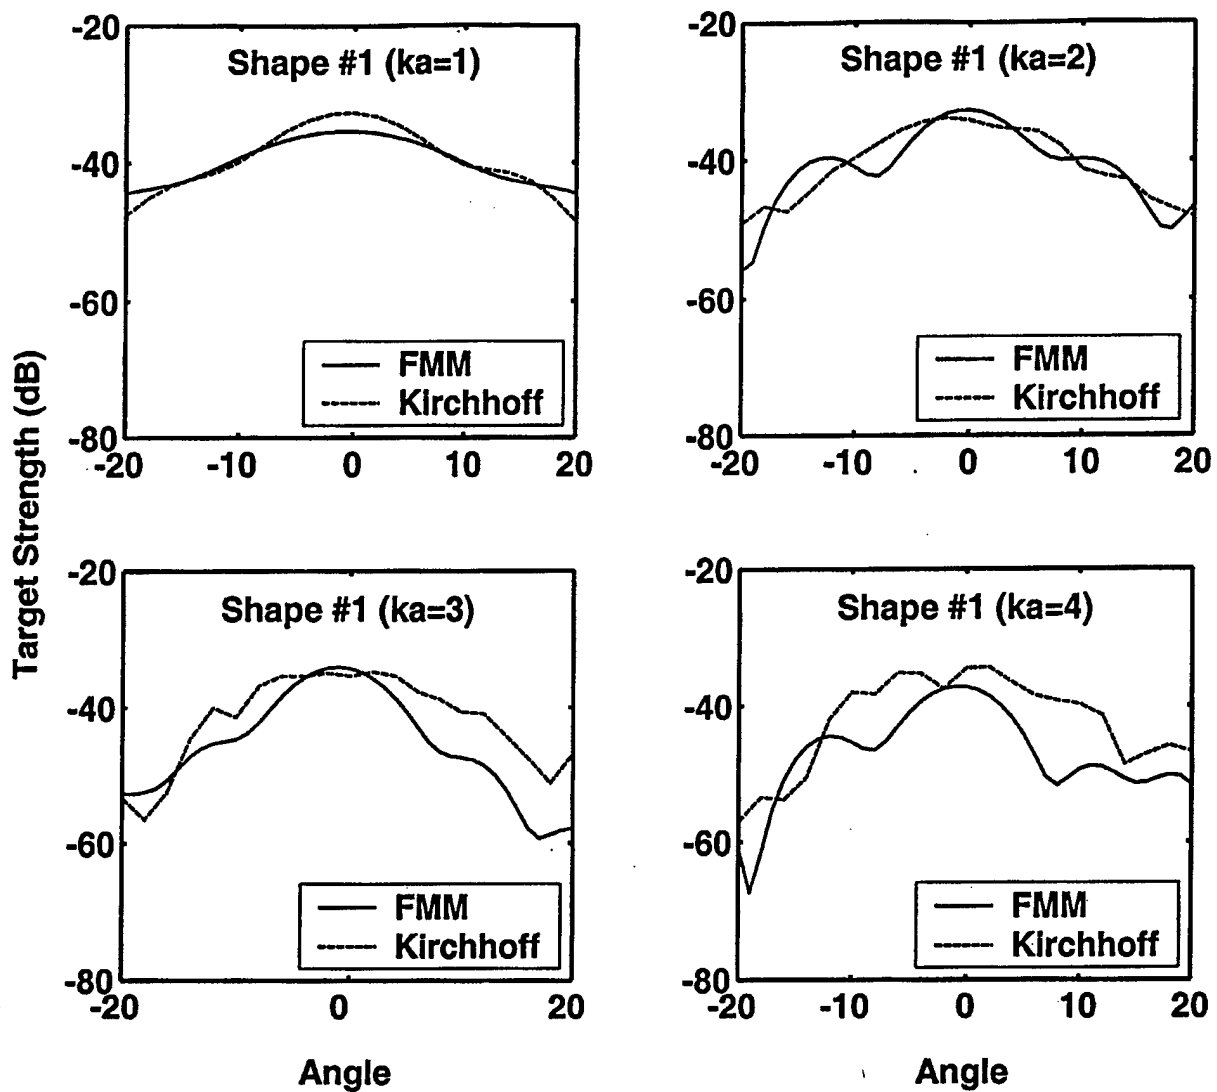 Target Strength (dB)
Shape #1 (ka=1)
-20
-40
-60
-80
-20 -10 0 10 20
FMM
Kirchhoff
Shape #1 (ka=2)
-20
-40
-60
-80
-20 -10 0 10 20
FMM
Kirchhoff
Shape #1 (ka=3)
-20
-40
-60
-80
-20 0 20
FMM
Kirchhoff
Angle
Shape #1 (ka=4)
-20
-40
-60
-80
-20 -10 0 10 20
FMM
Kirchhoff
Angle